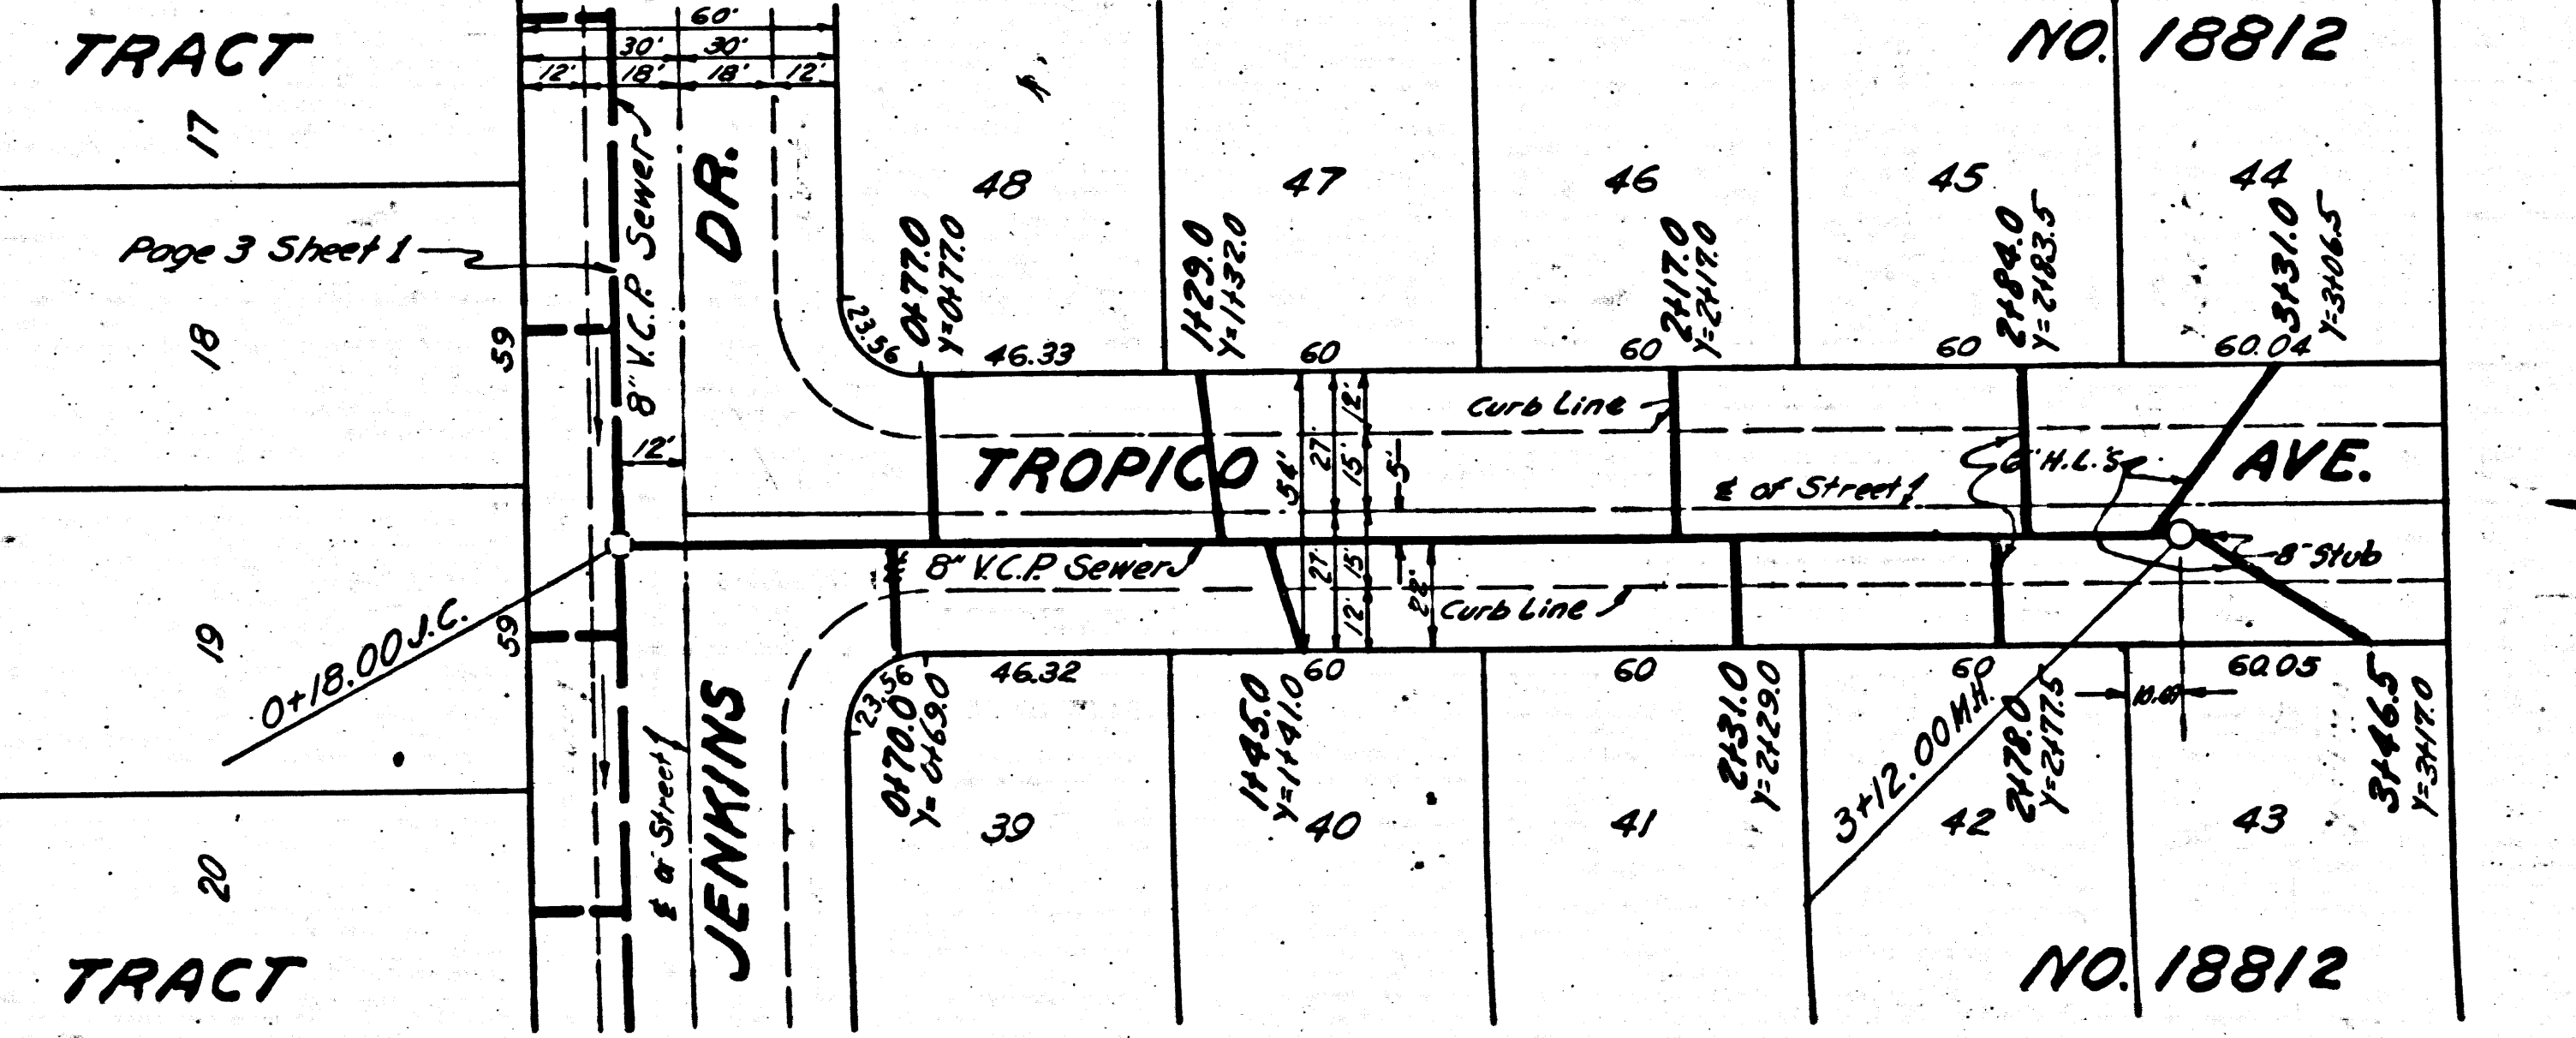 TRACT
NO. 18812
60'
30' 30'
12' 18' 18' 12'
17
8" V.C.P. Sewer
DR.
48
47
46
45
44
Page 3 Sheet 1
0+77.0
Y=0+77.0
1+29.0
Y=1+32.0
2+17.0
Y=2+17.0
2+84.0
Y=2+83.5
3+31.0
Y=3+06.5
18
59
23.56
46.33
60
60
60
60.04
12'
TROPICO
AVE.
54'
27'
15'
12'
5'
Curb Line
℄ of Street
6" H.L.'s
8" V.C.P. Sewer
27'
15'
12'
22'
Curb Line
8" Stub
0+18.00 J.C.
19
59
23.56
46.32
60
60
60
60.05
10.
0+70.0
Y=0+69.0
1+45.0
Y=1+41.0
2+31.0
Y=2+29.0
3+12.00 M.H.
2+78.0
Y=2+77.5
3+46.5
Y=3+17.0
℄ of Street
JENKINS
20
39
40
41
42
43
TRACT
NO. 18812